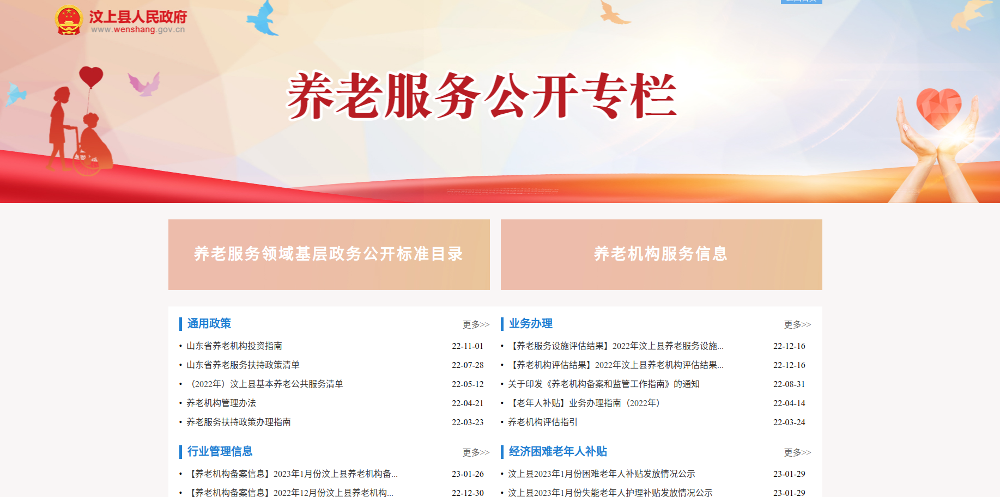 汶上县人民政府
www.wenshang.gov.cn
养老服务公开专栏
养老服务领域基层政务公开标准目录
养老机构服务信息
通用政策 更多>>
• 山东省养老机构投资指南 22-11-01
• 山东省养老服务扶持政策清单 22-07-28
• （2022年）汶上县基本养老公共服务清单 22-05-12
• 养老机构管理办法 22-04-21
• 养老服务扶持政策办理指南 22-03-23
业务办理 更多>>
• 【养老服务设施评估结果】2022年汶上县养老服务设施... 22-12-16
• 【养老机构评估结果】2022年汶上县养老机构评估结果... 22-12-16
• 关于印发《养老机构备案和监管工作指南》的通知 22-08-31
• 【老年人补贴】业务办理指南（2022年） 22-04-14
• 养老机构评估指引 22-03-24
行业管理信息 更多>>
• 【养老机构备案信息】2023年1月份汶上县养老机构备... 23-01-26
• 【养老机构备案信息】2022年12月份汶上县养老机构... 22-12-30
经济困难老年人补贴 更多>>
• 汶上县2023年1月份困难老年人补贴发放情况公示 23-01-29
• 汶上县2023年1月份失能老年人护理补贴发放情况公示 23-01-29